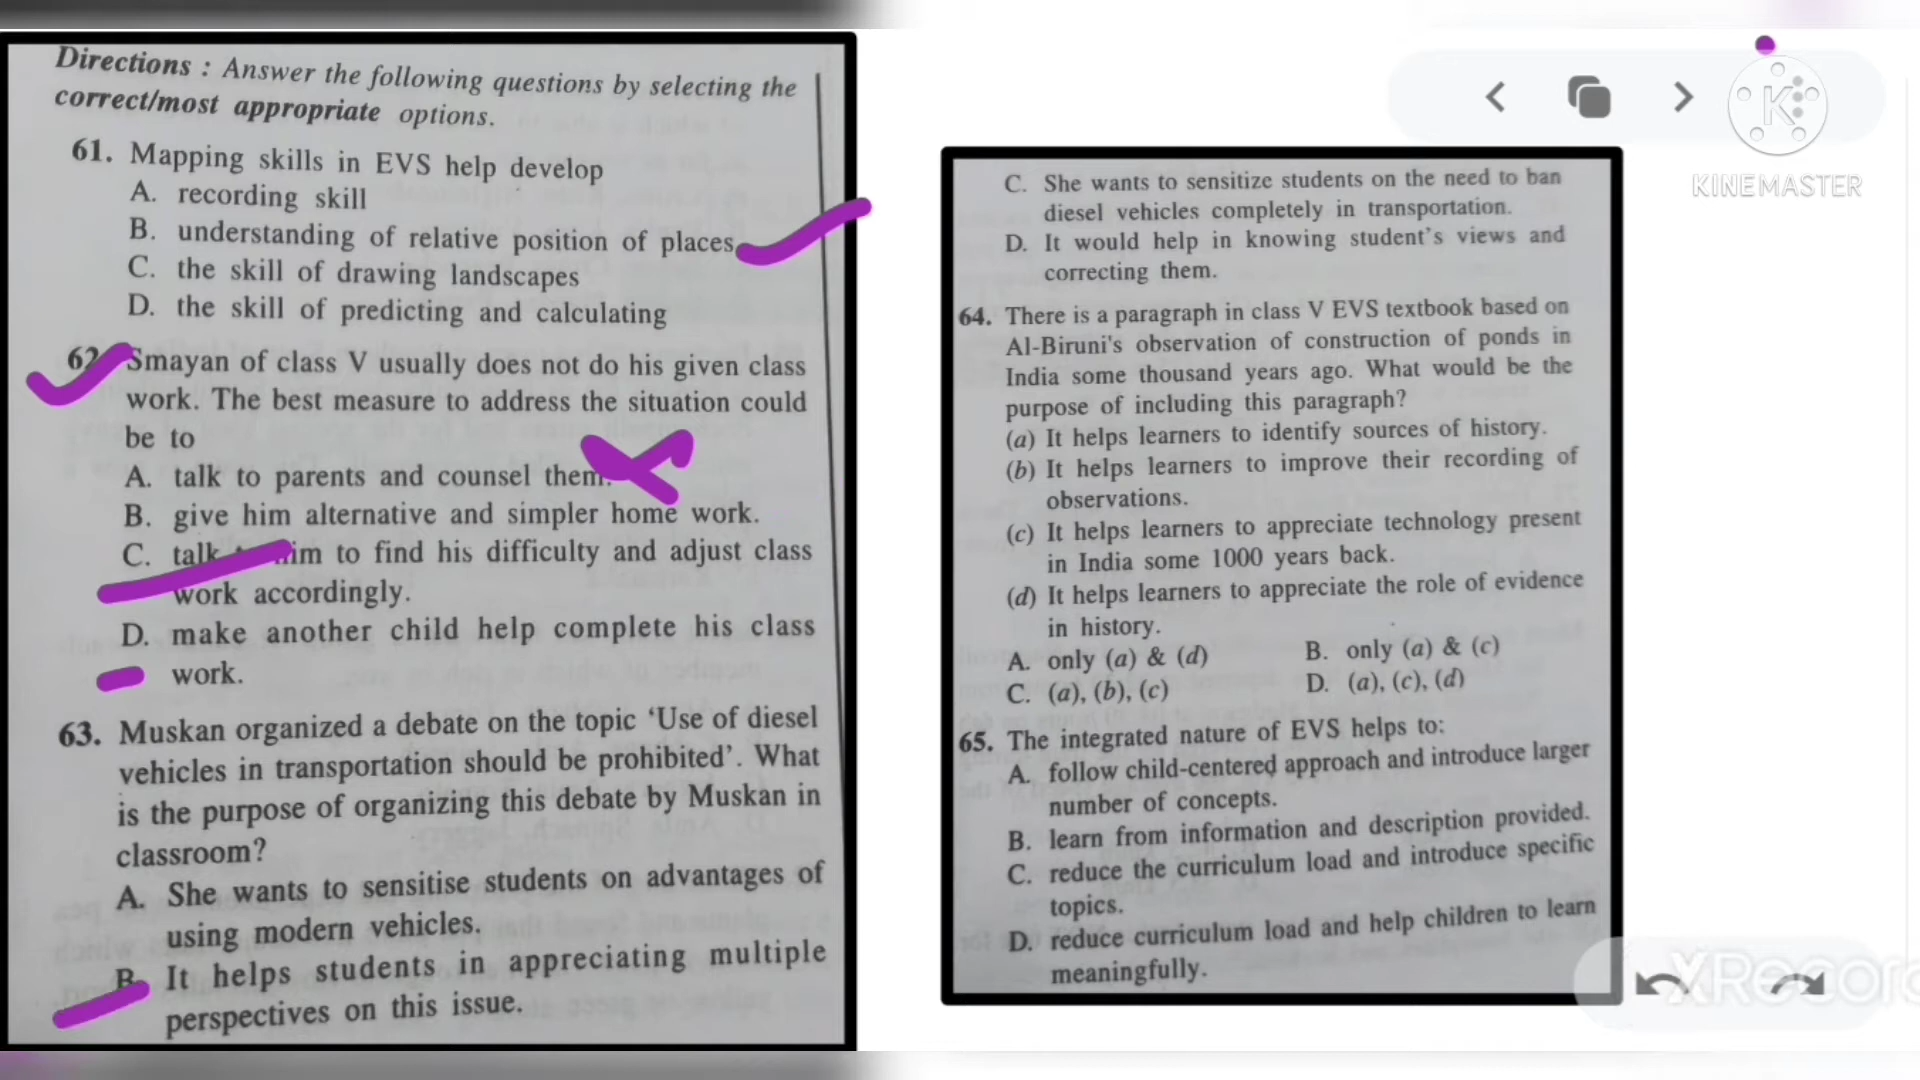 Directions : Answer the following questions by selecting the
correct/most appropriate options.
61. Mapping skills in EVS help develop
A. recording skill
B. understanding of relative position of places
C. the skill of drawing landscapes
D. the skill of predicting and calculating
62. Smayan of class V usually does not do his given class
work. The best measure to address the situation could
be to
A. talk to parents and counsel them.
B. give him alternative and simpler home work.
C. talk him to find his difficulty and adjust class
work accordingly.
D. make another child help complete his class
work.
63. Muskan organized a debate on the topic ‘Use of diesel
vehicles in transportation should be prohibited’. What
is the purpose of organizing this debate by Muskan in
classroom?
A. She wants to sensitise students on advantages of
using modern vehicles.
B. It helps students in appreciating multiple
perspectives on this issue.
C. She wants to sensitize students on the need to ban
diesel vehicles completely in transportation.
D. It would help in knowing student's views and
correcting them.
64. There is a paragraph in class V EVS textbook based on
Al-Biruni's observation of construction of ponds in
India some thousand years ago. What would be the
purpose of including this paragraph?
(a) It helps learners to identify sources of history.
(b) It helps learners to improve their recording of
observations.
(c) It helps learners to appreciate technology present
in India some 1000 years back.
(d) It helps learners to appreciate the role of evidence
in history.
A. only (a) & (d) B. only (a) & (c)
C. (a), (b), (c) D. (a), (c), (d)
65. The integrated nature of EVS helps to:
A. follow child-centered approach and introduce larger
number of concepts.
B. learn from information and description provided.
C. reduce the curriculum load and introduce specific
topics.
D. reduce curriculum load and help children to learn
meaningfully.
K
KINEMASTER
XRecor